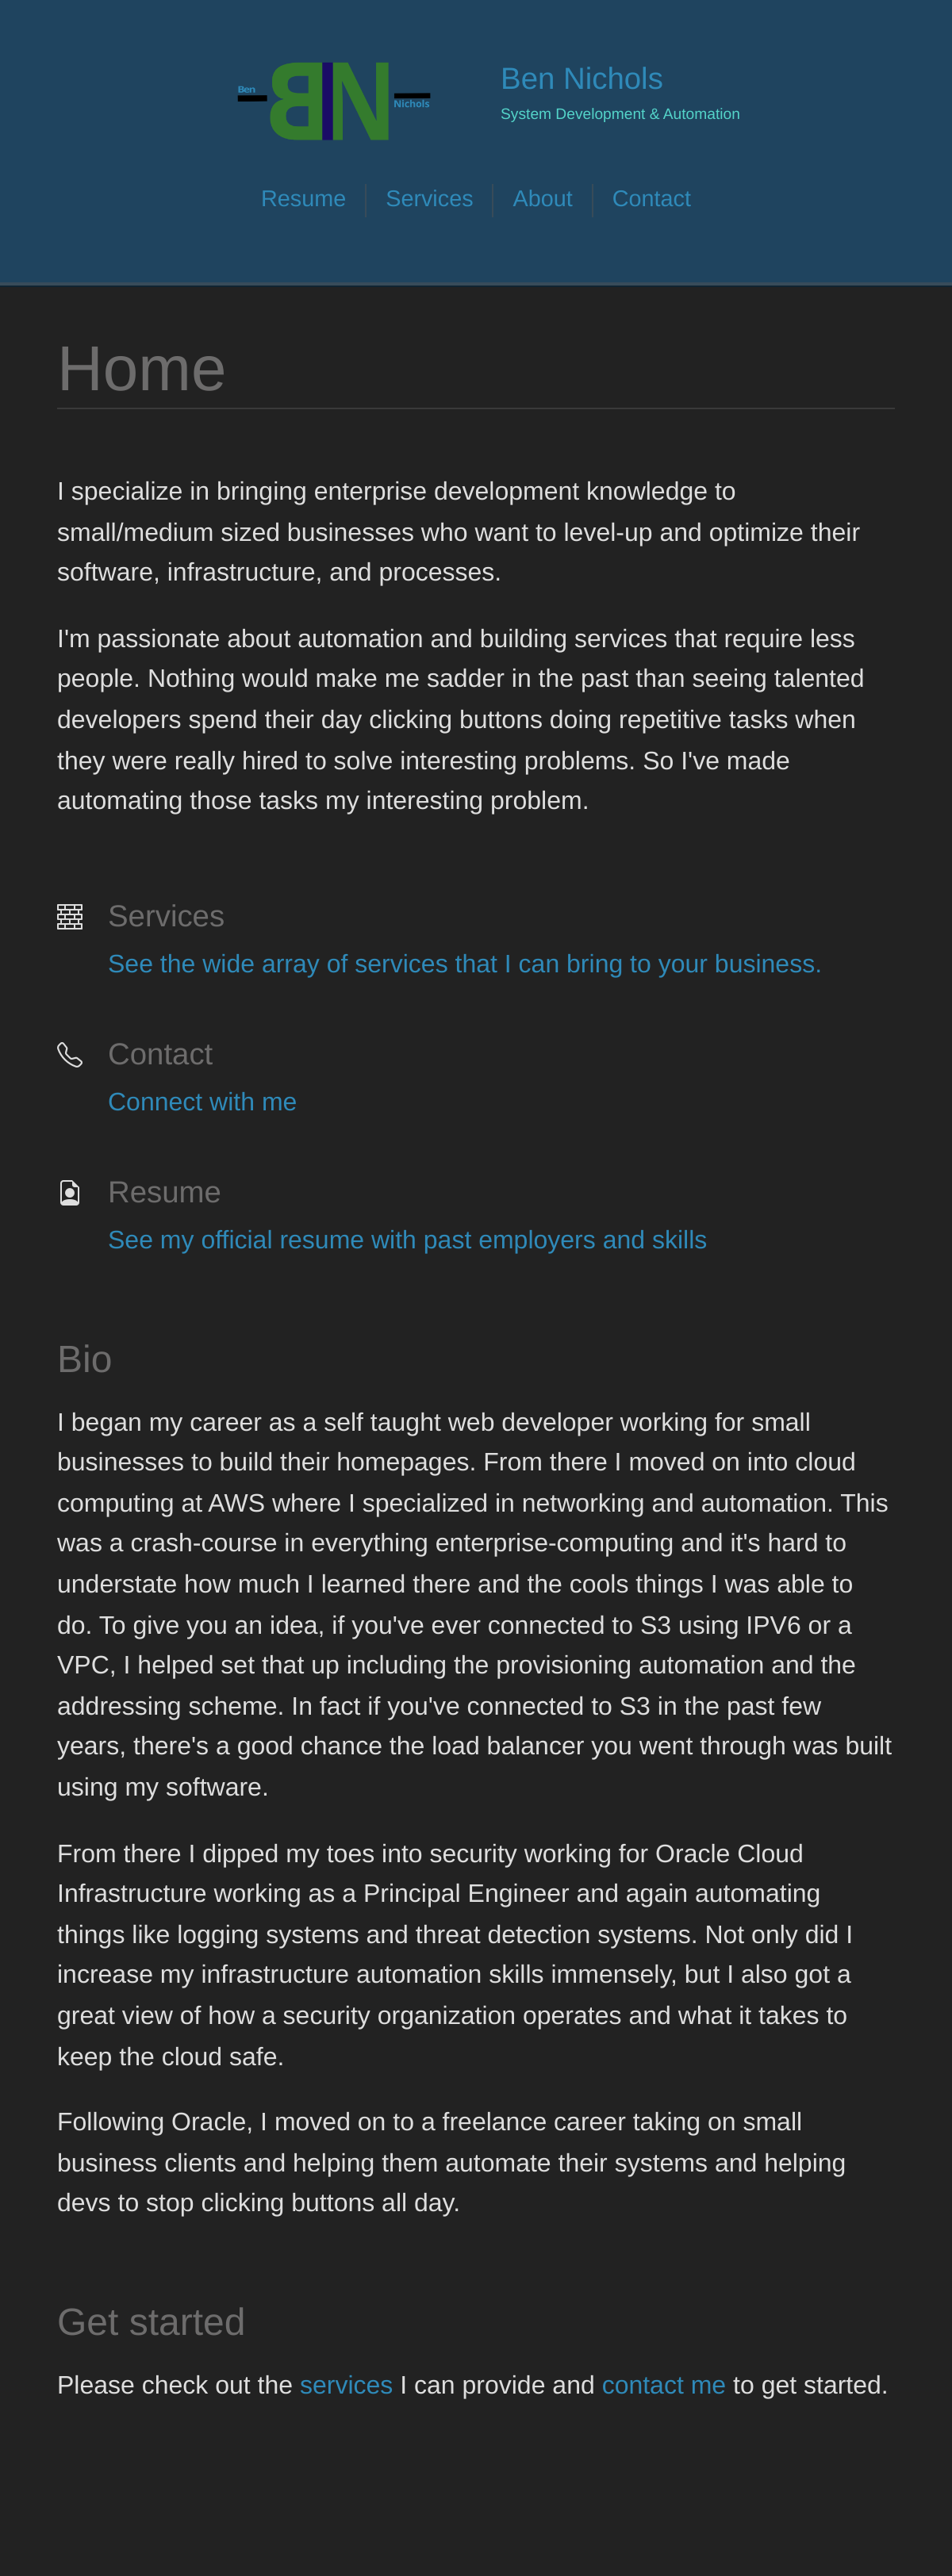 Ben
BN
Nichols
Ben Nichols
System Development & Automation
Resume
Services
About
Contact
Home
I specialize in bringing enterprise development knowledge to
small/medium sized businesses who want to level-up and optimize their
software, infrastructure, and processes.
I'm passionate about automation and building services that require less
people. Nothing would make me sadder in the past than seeing talented
developers spend their day clicking buttons doing repetitive tasks when
they were really hired to solve interesting problems. So I've made
automating those tasks my interesting problem.
Services
See the wide array of services that I can bring to your business.
Contact
Connect with me
Resume
See my official resume with past employers and skills
Bio
I began my career as a self taught web developer working for small
businesses to build their homepages. From there I moved on into cloud
computing at AWS where I specialized in networking and automation. This
was a crash-course in everything enterprise-computing and it's hard to
understate how much I learned there and the cools things I was able to
do. To give you an idea, if you've ever connected to S3 using IPV6 or a
VPC, I helped set that up including the provisioning automation and the
addressing scheme. In fact if you've connected to S3 in the past few
years, there's a good chance the load balancer you went through was built
using my software.
From there I dipped my toes into security working for Oracle Cloud
Infrastructure working as a Principal Engineer and again automating
things like logging systems and threat detection systems. Not only did I
increase my infrastructure automation skills immensely, but I also got a
great view of how a security organization operates and what it takes to
keep the cloud safe.
Following Oracle, I moved on to a freelance career taking on small
business clients and helping them automate their systems and helping
devs to stop clicking buttons all day.
Get started
Please check out the services I can provide and contact me to get started.